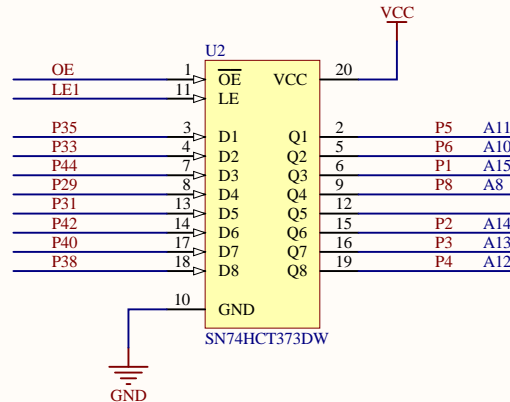 VCC
U2
OE 1 OE VCC 20
LE1 11 LE
P35 3 D1 Q1 2 P5 A11
P33 4 D2 Q2 5 P6 A10
P44 7 D3 Q3 6 P1 A15
P29 8 D4 Q4 9 P8 A8
P31 13 D5 Q5 12
P42 14 D6 Q6 15 P2 A14
P40 17 D7 Q7 16 P3 A13
P38 18 D8 Q8 19 P4 A12
10 GND
SN74HCT373DW
GND